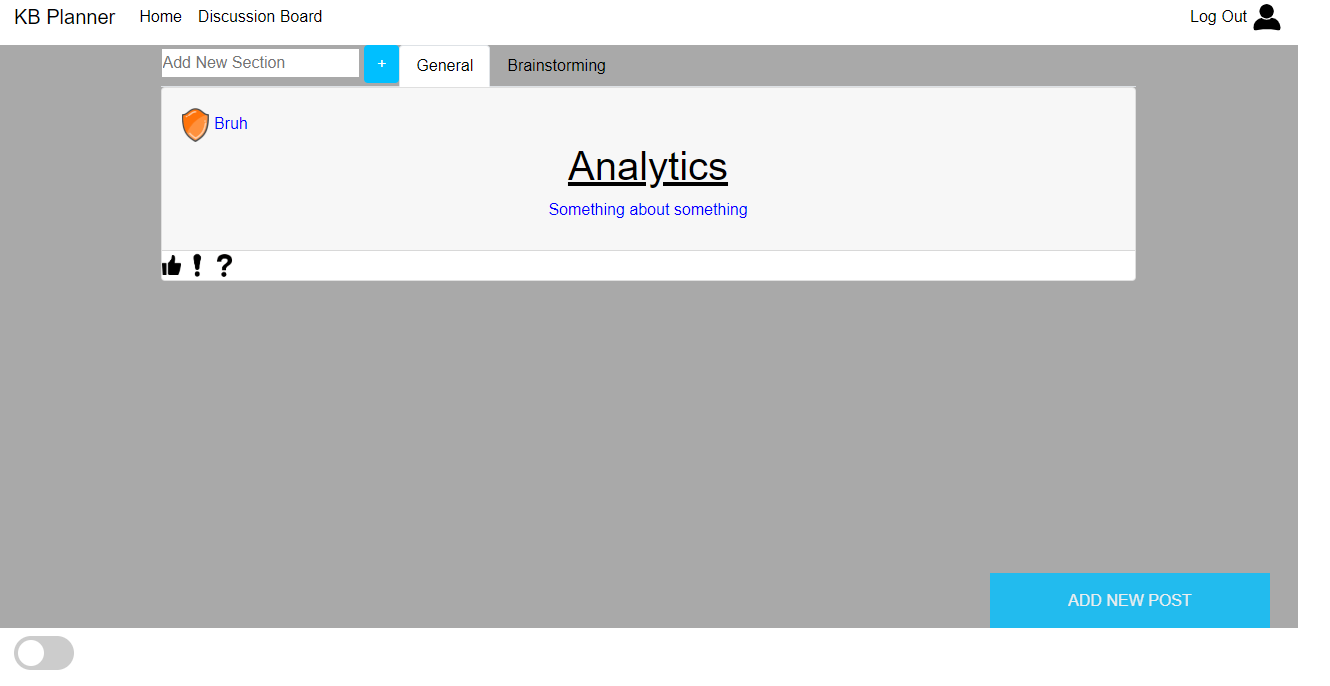 KB Planner Home Discussion Board Log Out
Add New Section + General Brainstorming
Bruh
Analytics
Something about something
! ?
ADD NEW POST